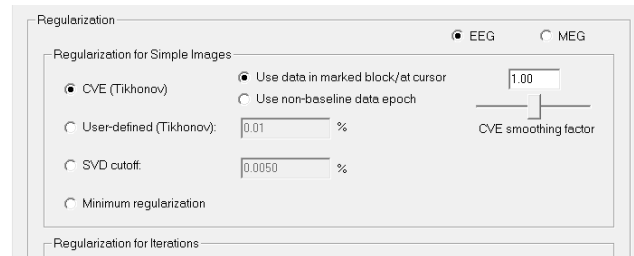 Regularization
EEG MEG
Regularization for Simple Images
CVE (Tikhonov) Use data in marked block/at cursor 1.00
Use non-baseline data epoch
User-defined (Tikhonov): 0.01 % CVE smoothing factor
SVD cutoff: 0.0050 %
Minimum regularization
Regularization for Iterations